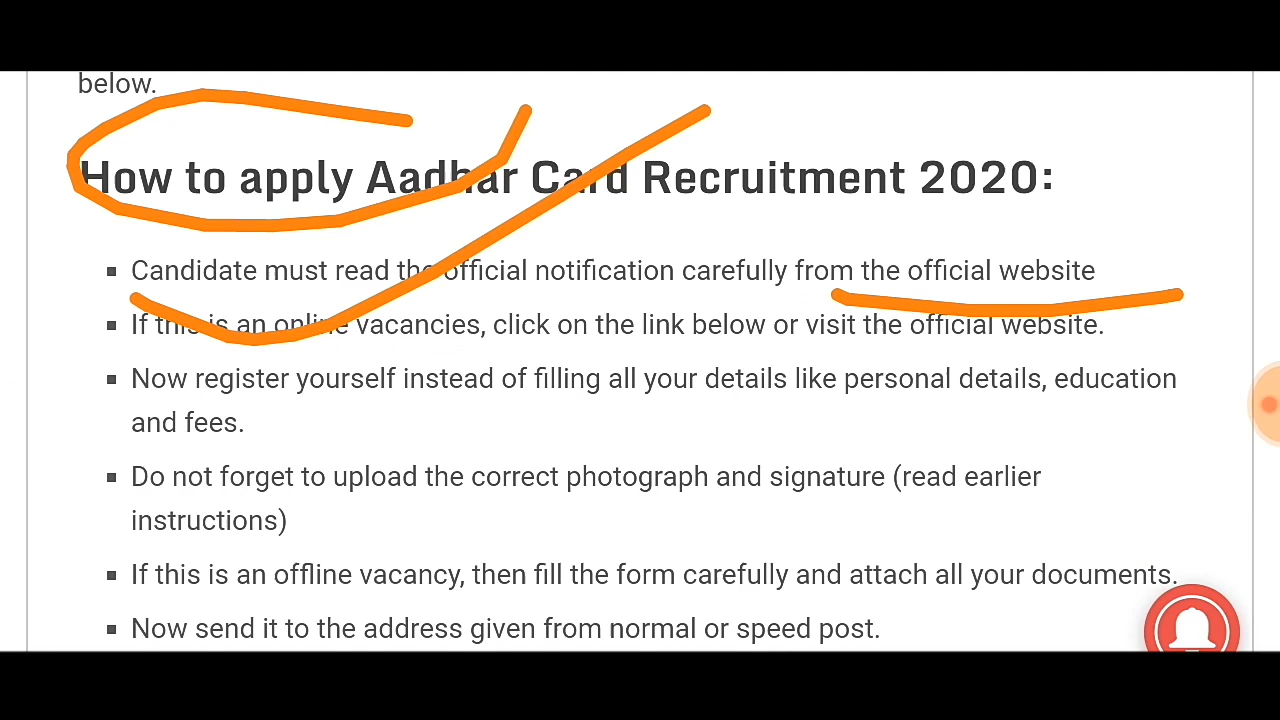 below.
How to apply Aadhar Card Recruitment 2020:
▪ Candidate must read the official notification carefully from the official website
▪ If this is an online vacancies, click on the link below or visit the official website.
▪ Now register yourself instead of filling all your details like personal details, education
and fees.
▪ Do not forget to upload the correct photograph and signature (read earlier
instructions)
▪ If this is an offline vacancy, then fill the form carefully and attach all your documents.
▪ Now send it to the address given from normal or speed post.